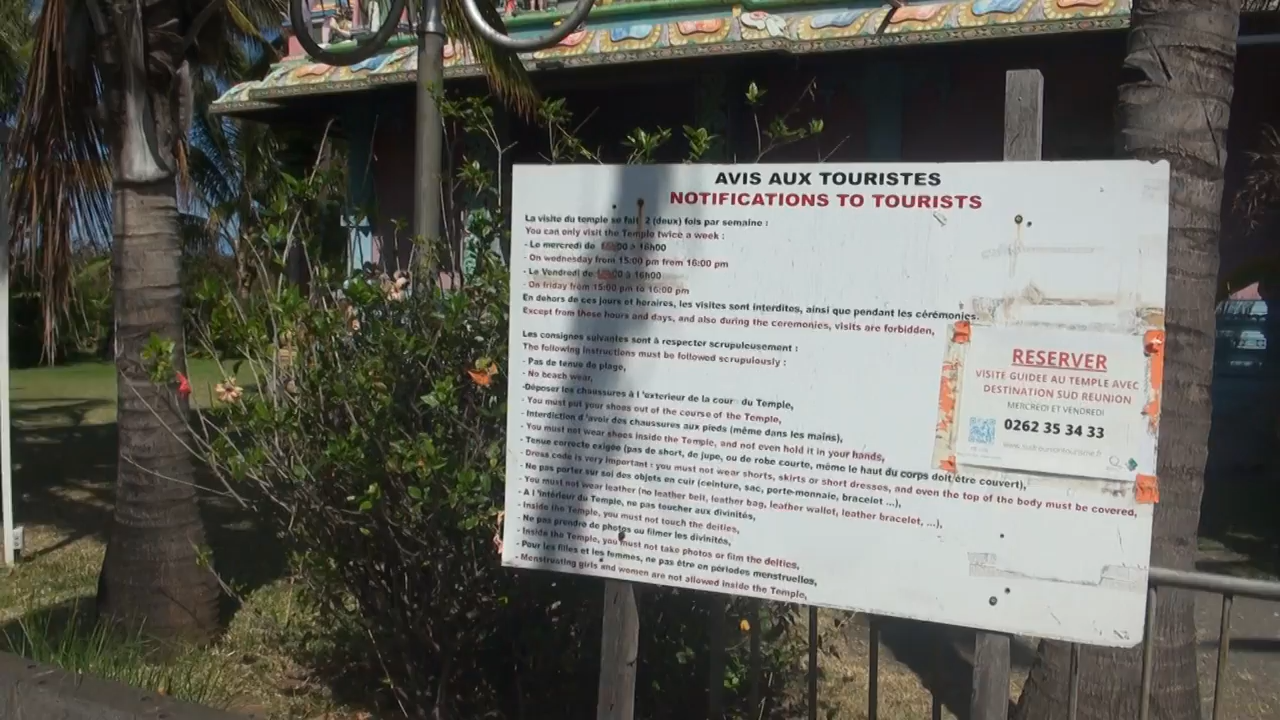 AVIS AUX TOURISTES
NOTIFICATIONS TO TOURISTS
La visite du temple se fait 2 (deux) fois par semaine :
You can only visit the Temple twice a week :
- Le mercredi de 15h00 à 16h00
- On wednesday from 15:00 pm from 16:00 pm
- Le Vendredi de 15h00 à 16h00
- On friday from 15:00 pm to 16:00 pm
En dehors de ces jours et horaires, les visites sont interdites, ainsi que pendant les cérémonies.
Except from these hours and days, and also during the ceremonies, visits are forbidden,
Les consignes suivantes sont à respecter scrupuleusement :
The following instructions must be followed scrupulously :
- Pas de tenue de plage,
- No beach wear,
-Déposer les chaussures à l'exterieur de la cour du Temple,
- You must put your shoes out of the course of the Temple,
- Interdiction d'avoir des chaussures aux pieds (même dans les mains),
- You must not wear shoes inside the Temple, and not even hold it in your hands,
- Tenue correcte exigée (pas de short, de jupe, ou de robe courte, même le haut du corps doit être couvert),
- Dress code is very important : you must not wear shorts, skirts or short dresses, and even the top of the body must be covered,
- Ne pas porter sur soi des objets en cuir (ceinture, sac, porte-monnaie, bracelet ...),
- You must not wear leather (no leather belt, leather bag, leather wallet, leather bracelet, ...),
- A l'intérieur du Temple, ne pas toucher aux divinités,
- Inside the Temple, you must not touch the deities,
- Ne pas prendre de photos ou filmer les divinités,
- Inside the Temple, you must not take photos or film the deities,
- Pour les filles et les femmes, ne pas être en périodes menstruelles,
- Menstruating girls and women are not allowed inside the Temple,
RESERVER
VISITE GUIDEE AU TEMPLE AVEC
DESTINATION SUD REUNION
MERCREDI ET VENDREDI
0262 35 34 33